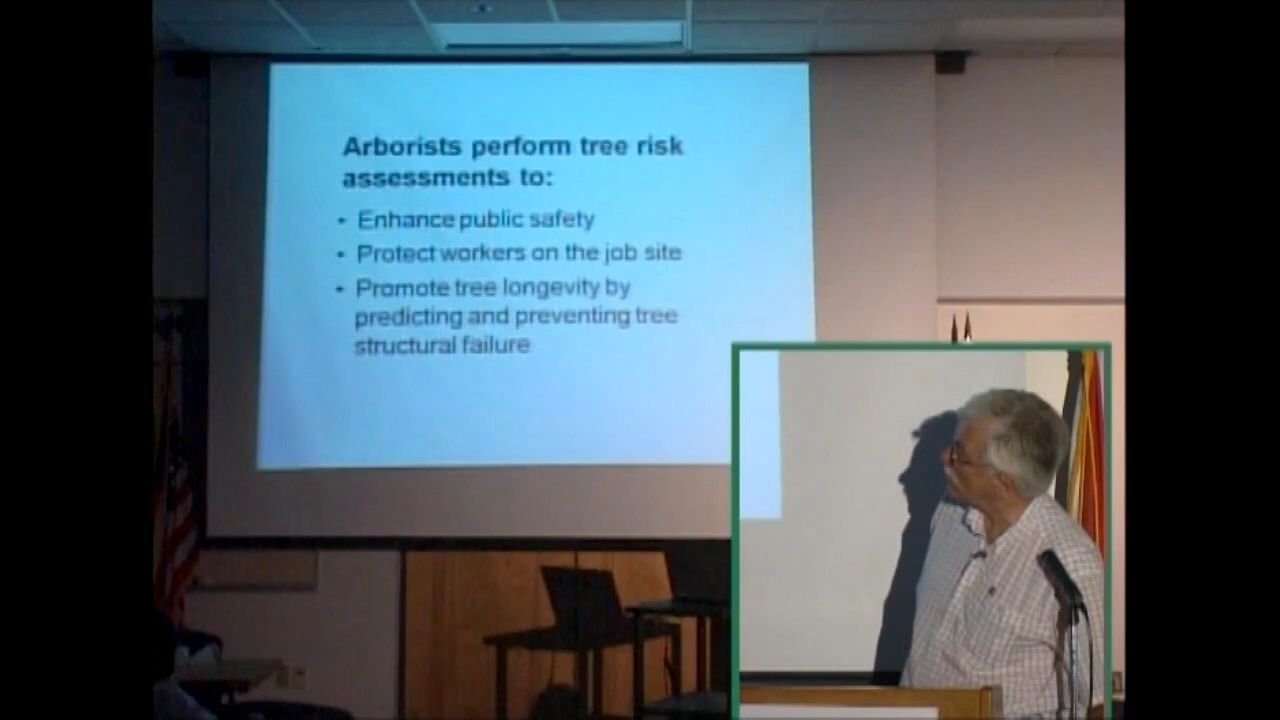 Arborists perform tree risk
assessments to:
• Enhance public safety
• Protect workers on the job site
• Promote tree longevity by
predicting and preventing tree
structural failure